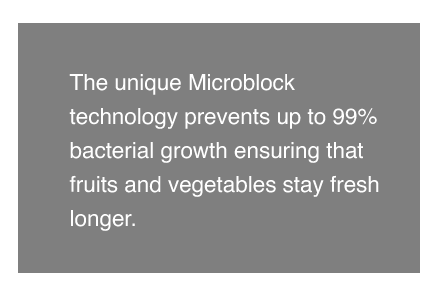 The unique Microblock
technology prevents up to 99%
bacterial growth ensuring that
fruits and vegetables stay fresh
longer.